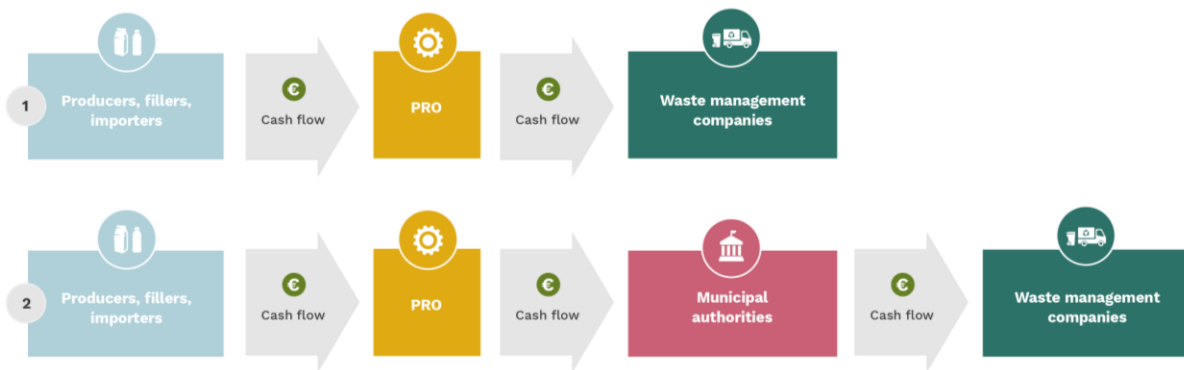 1
Producers, fillers,
importers
€
Cash flow
PRO
€
Cash flow
Waste management
companies
2
Producers, fillers,
importers
€
Cash flow
PRO
€
Cash flow
Municipal
authorities
€
Cash flow
Waste management
companies